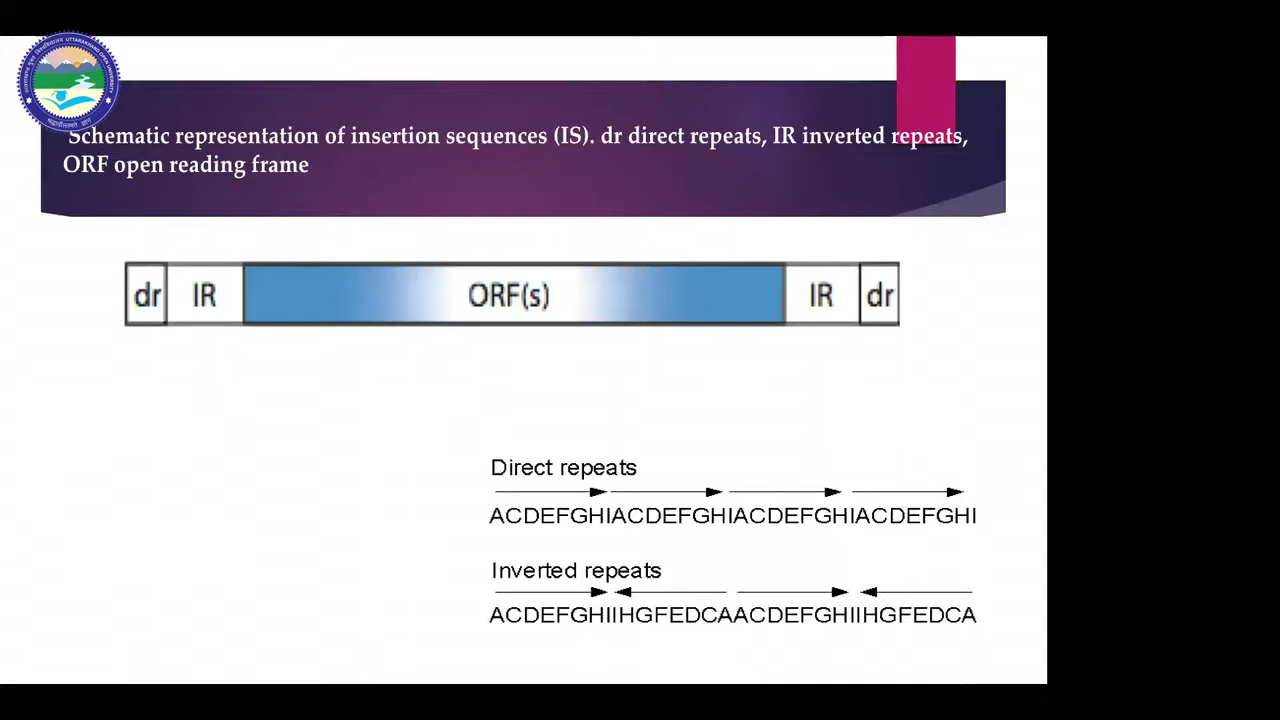 Schematic representation of insertion sequences (IS). dr direct repeats, IR inverted repeats,
ORF open reading frame
dr IR ORF(s) IR dr
Direct repeats
ACDEFGHIACDEFGHIACDEFGHIACDEFGHI
Inverted repeats
ACDEFGHIIHGFEDCAACDEFGHIIHGFEDCA